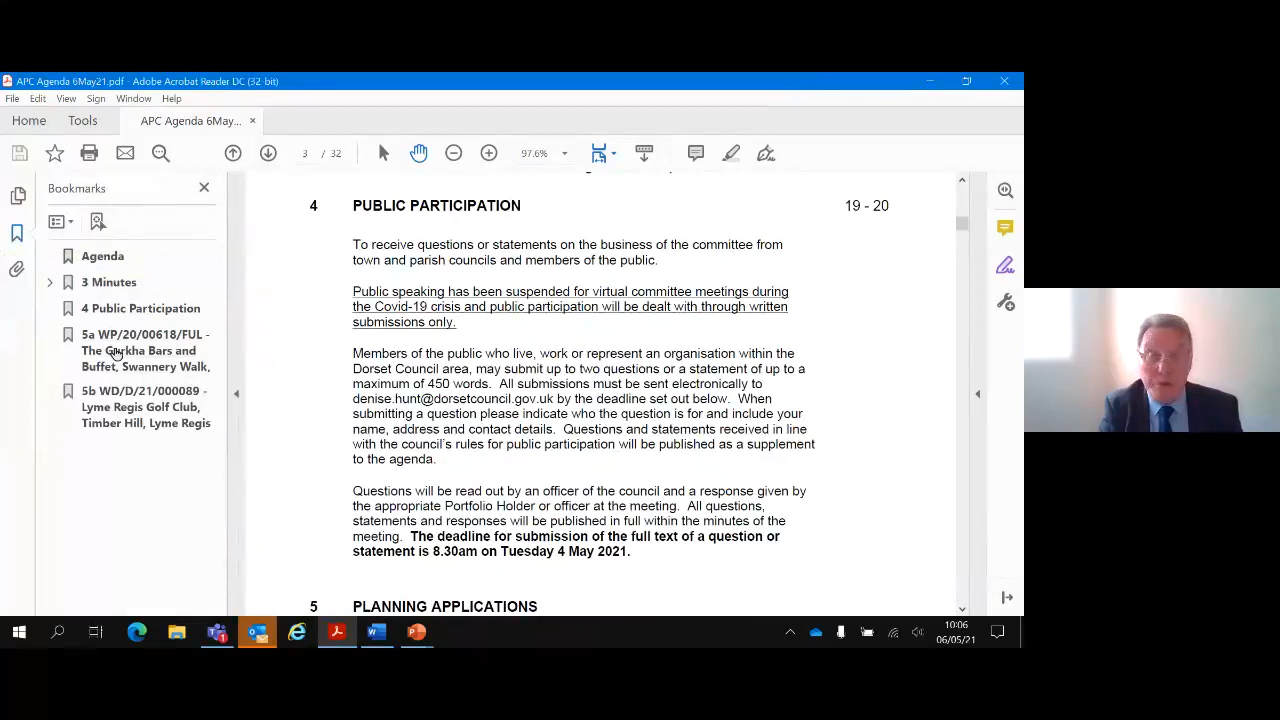 APC Agenda 6May21.pdf - Adobe Acrobat Reader DC (32-bit)
File Edit View Sign Window Help
Home Tools APC Agenda 6May... ×
3 / 32 97.6%
Bookmarks
Agenda
3 Minutes
4 Public Participation
5a WP/20/00618/FUL -
The Gurkha Bars and
Buffet, Swannery Walk,
5b WD/D/21/000089 -
Lyme Regis Golf Club,
Timber Hill, Lyme Regis
4 PUBLIC PARTICIPATION 19 - 20
To receive questions or statements on the business of the committee from
town and parish councils and members of the public.
Public speaking has been suspended for virtual committee meetings during
the Covid-19 crisis and public participation will be dealt with through written
submissions only.
Members of the public who live, work or represent an organisation within the
Dorset Council area, may submit up to two questions or a statement of up to a
maximum of 450 words. All submissions must be sent electronically to
denise.hunt@dorsetcouncil.gov.uk by the deadline set out below. When
submitting a question please indicate who the question is for and include your
name, address and contact details. Questions and statements received in line
with the council's rules for public participation will be published as a supplement
to the agenda.
Questions will be read out by an officer of the council and a response given by
the appropriate Portfolio Holder or officer at the meeting. All questions,
statements and responses will be published in full within the minutes of the
meeting. The deadline for submission of the full text of a question or
statement is 8.30am on Tuesday 4 May 2021.
5 PLANNING APPLICATIONS
10:06
06/05/21